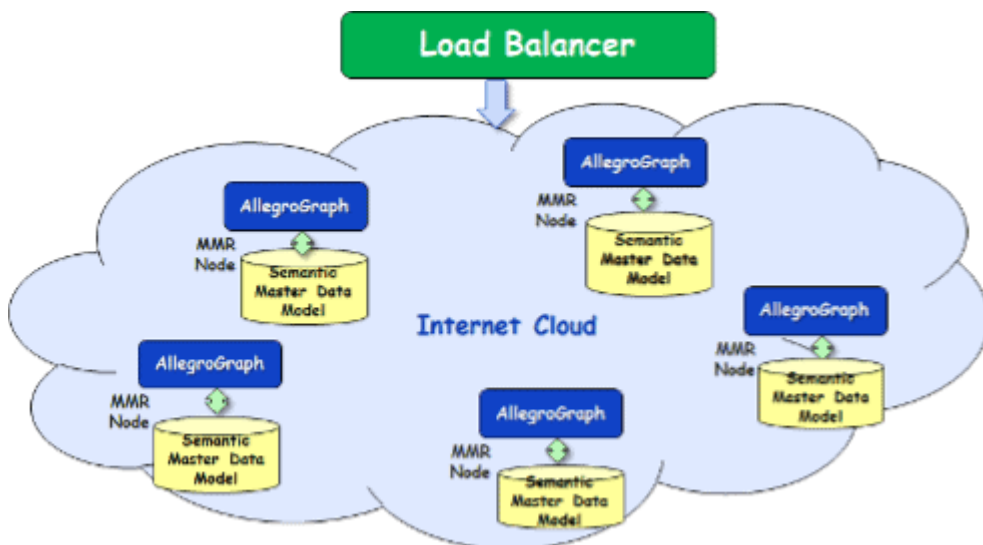 Load Balancer
AllegroGraph
MMR
Node
Semantic
Master Data
Model
AllegroGraph
MMR
Node
Semantic
Master Data
Model
Internet Cloud
AllegroGraph
MMR
Node
Semantic
Master Data
Model
AllegroGraph
MMR
Node
Semantic
Master Data
Model
AllegroGraph
MMR
Node
Semantic
Master Data
Model